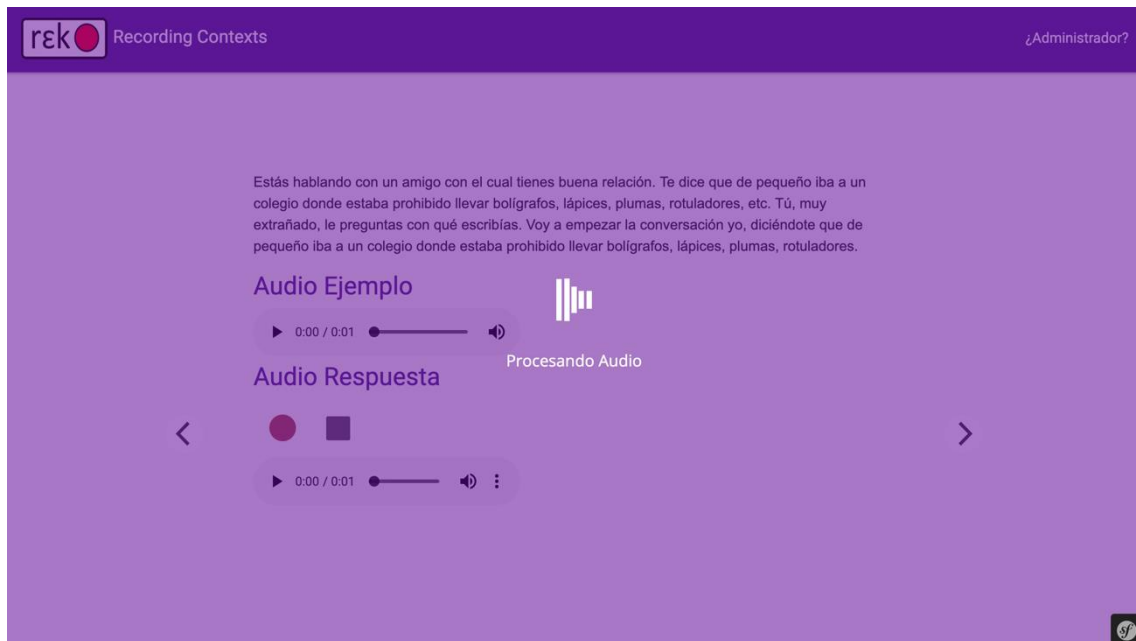 rɛk
Recording Contexts
¿Administrador?
Estás hablando con un amigo con el cual tienes buena relación. Te dice que de pequeño iba a un
colegio donde estaba prohibido llevar bolígrafos, lápices, plumas, rotuladores, etc. Tú, muy
extrañado, le preguntas con qué escribías. Voy a empezar la conversación yo, diciéndote que de
pequeño iba a un colegio donde estaba prohibido llevar bolígrafos, lápices, plumas, rotuladores.
Audio Ejemplo
0:00 / 0:01
Procesando Audio
Audio Respuesta
0:00 / 0:01
sf